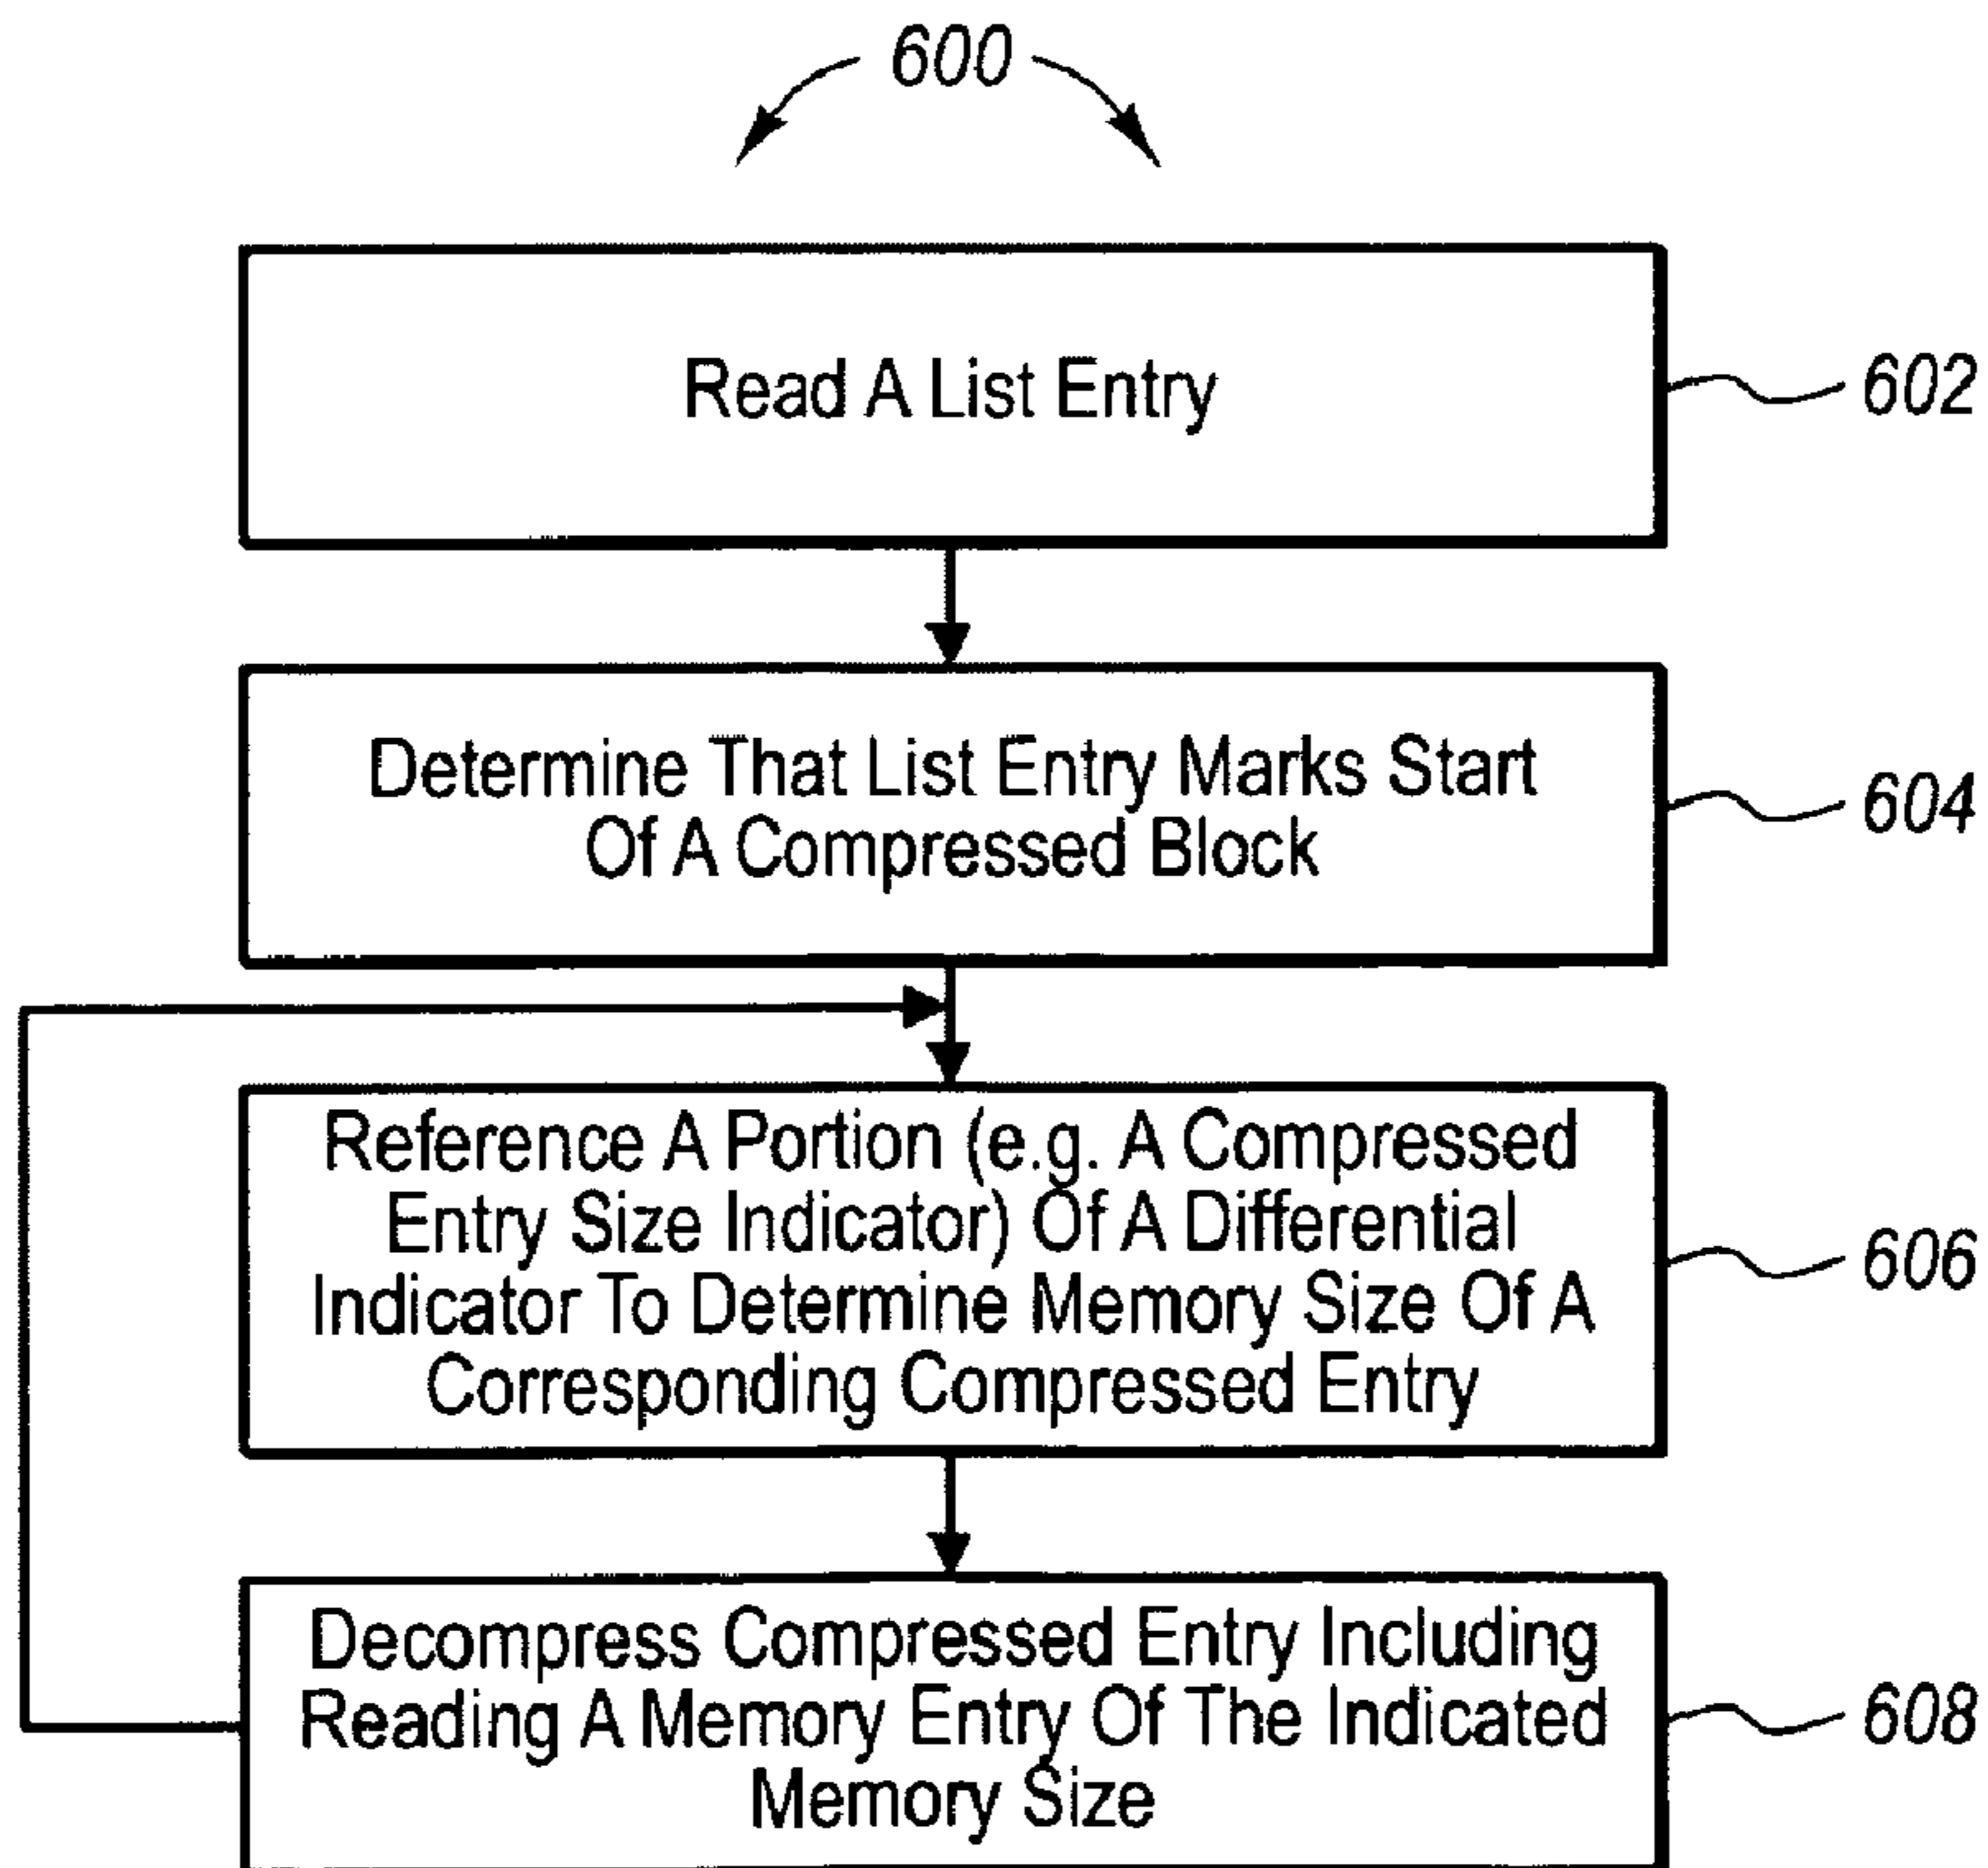 600
Read A List Entry
602
Determine That List Entry Marks Start
Of A Compressed Block
604
Reference A Portion (e.g. A Compressed
Entry Size Indicator) Of A Differential
Indicator To Determine Memory Size Of A
Corresponding Compressed Entry
606
Decompress Compressed Entry Including
Reading A Memory Entry Of The Indicated
Memory Size
608